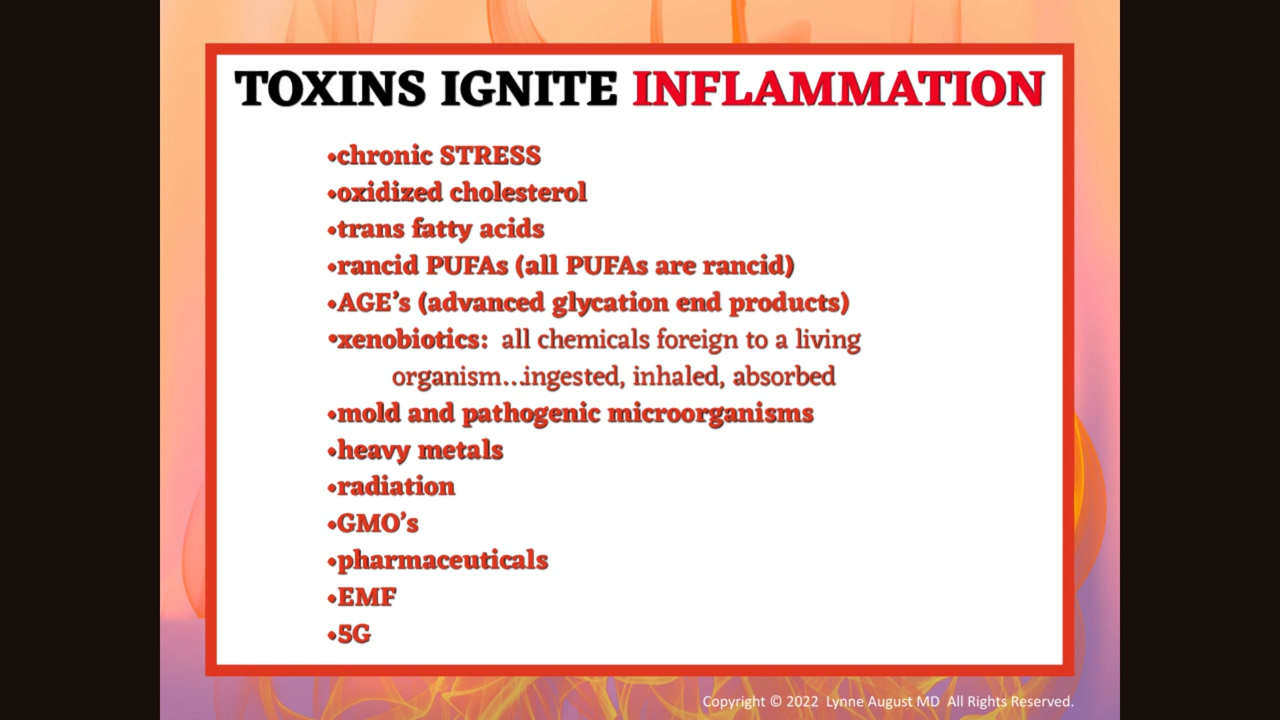 TOXINS IGNITE INFLAMMATION
•chronic STRESS
•oxidized cholesterol
•trans fatty acids
•rancid PUFAs (all PUFAs are rancid)
•AGE’s (advanced glycation end products)
•xenobiotics: all chemicals foreign to a living
organism...ingested, inhaled, absorbed
•mold and pathogenic microorganisms
•heavy metals
•radiation
•GMO’s
•pharmaceuticals
•EMF
•5G
Copyright © 2022 Lynne August MD All Rights Reserved.